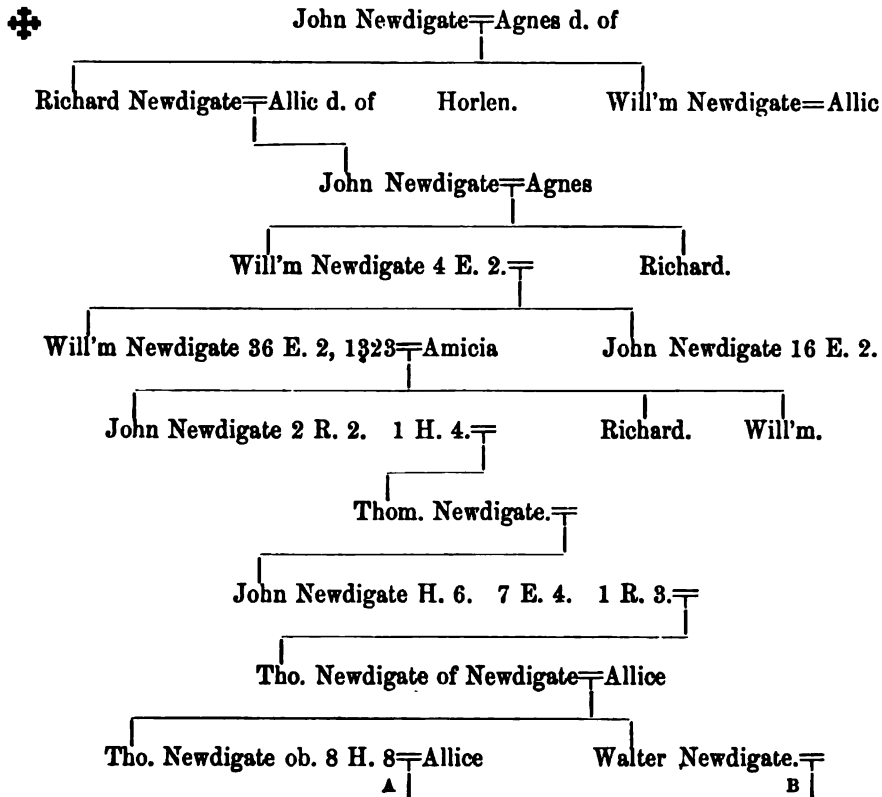 John Newdigate=Agnes d. of
Richard Newdigate=Allic d. of Horlen. Will'm Newdigate=Allic
John Newdigate=Agnes
Will'm Newdigate 4 E. 2.= Richard.
Will'm Newdigate 36 E. 2, 1323=Amicia John Newdigate 16 E. 2.
John Newdigate 2 R. 2. 1 H. 4.= Richard. Will'm.
Thom. Newdigate.=
John Newdigate H. 6. 7 E. 4. 1 R. 3.=
Tho. Newdigate of Newdigate=Allice
Tho. Newdigate ob. 8 H. 8=Allice Walter Newdigate.=
A B